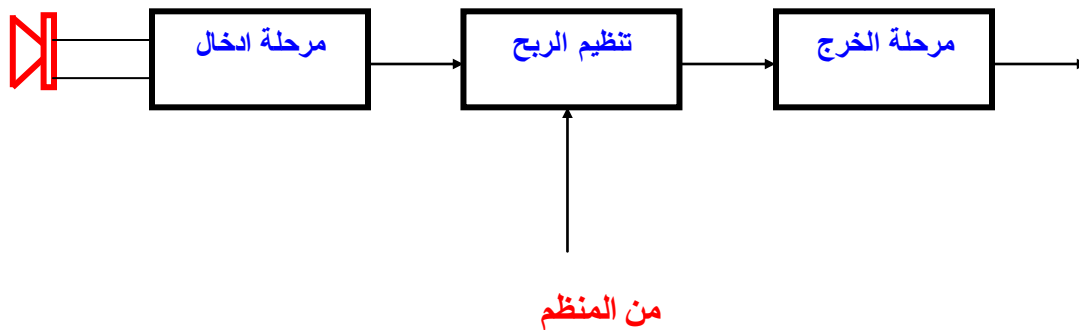 مرحلة ادخال
تنظيم الربح
مرحلة الخرج
من المنظم